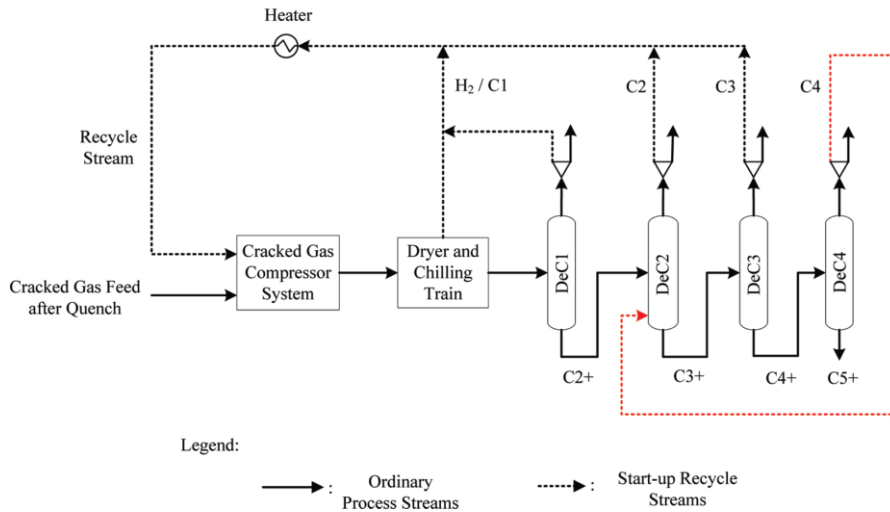 Heater
H₂ / C1
C2
C3
C4
Recycle
Stream
Cracked Gas
Compressor
System
Dryer and
Chilling
Train
DeC1
DeC2
DeC3
DeC4
Cracked Gas Feed
after Quench
C2+
C3+
C4+
C5+
Legend:
: Ordinary
Process Streams
: Start-up Recycle
Streams